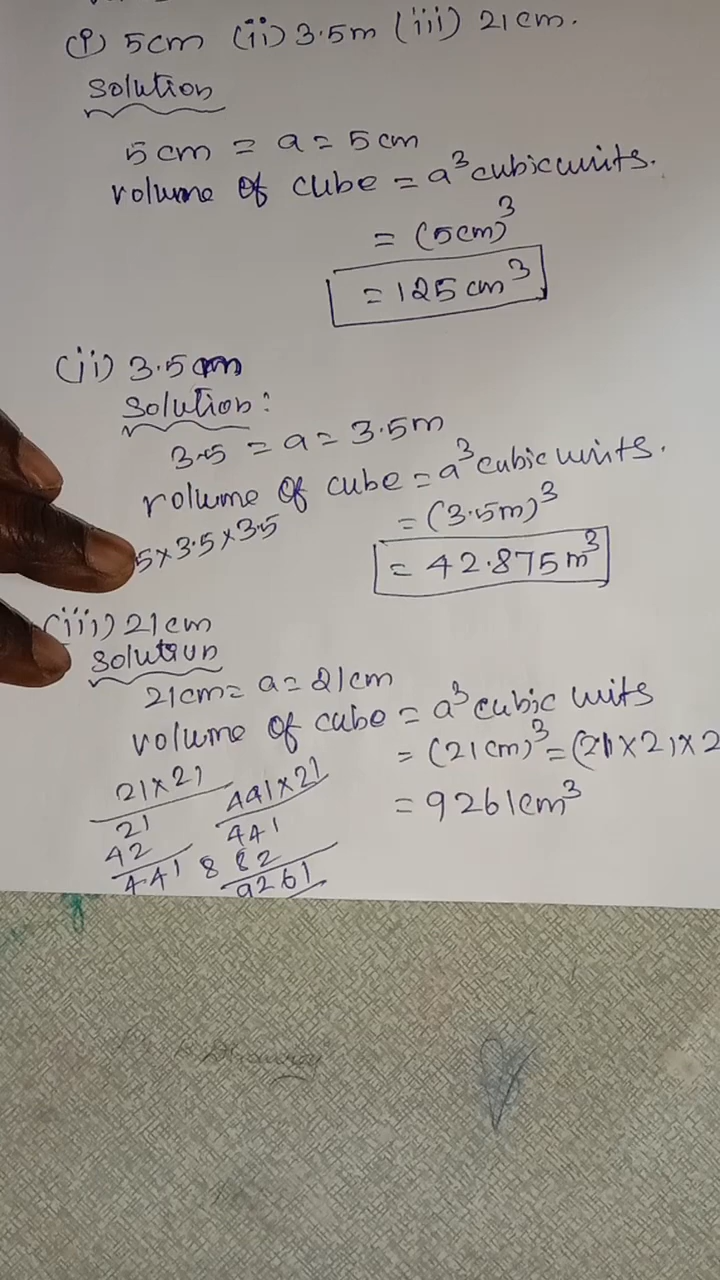 (i) 5cm (ii) 3.5m (iii) 21cm.
Solution
5cm = a = 5cm
volume of cube = a³ cubic units.
= (5cm)³
= 125cm³
(ii) 3.5cm
Solution:
3.5 = a = 3.5m
volume of cube = a³ cubic units.
= (3.5m)³
5×3.5×3.5
= 42.875m³
(iii) 21cm
Solution
21cm = a = 21cm
volume of cube = a³ cubic units
= (21cm)³ = (21×21×2
21×21
441×21
= 9261cm³
21
441
42
882
441
9261